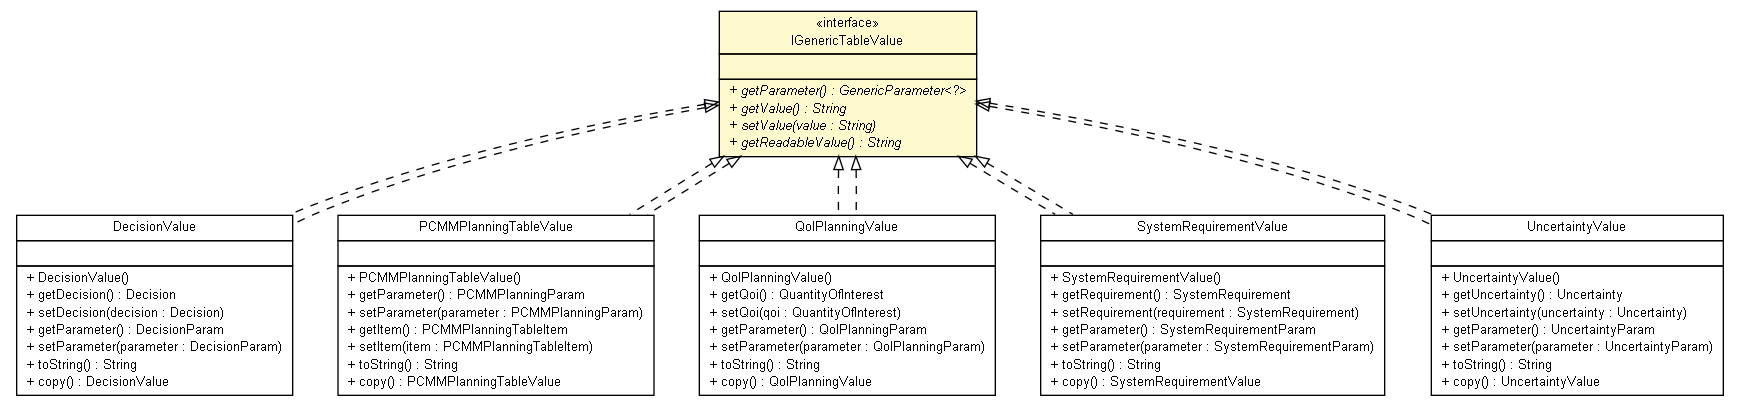 «interface»
IGenericTableValue
+ getParameter() : GenericParameter<?>
+ getValue() : String
+ setValue(value : String)
+ getReadableValue() : String
DecisionValue
+ DecisionValue()
+ getDecision() : Decision
+ setDecision(decision : Decision)
+ getParameter() : DecisionParam
+ setParameter(parameter : DecisionParam)
+ toString() : String
+ copy() : DecisionValue
PCMMPlanningTableValue
+ PCMMPlanningTableValue()
+ getParameter() : PCMMPlanningParam
+ setParameter(parameter : PCMMPlanningParam)
+ getItem() : PCMMPlanningTableItem
+ setItem(item : PCMMPlanningTableItem)
+ toString() : String
+ copy() : PCMMPlanningTableValue
QoIPlanningValue
+ QoIPlanningValue()
+ getQoi() : QuantityOfInterest
+ setQoi(qoi : QuantityOfInterest)
+ getParameter() : QoIPlanningParam
+ setParameter(parameter : QoIPlanningParam)
+ toString() : String
+ copy() : QoIPlanningValue
SystemRequirementValue
+ SystemRequirementValue()
+ getRequirement() : SystemRequirement
+ setRequirement(requirement : SystemRequirement)
+ getParameter() : SystemRequirementParam
+ setParameter(parameter : SystemRequirementParam)
+ toString() : String
+ copy() : SystemRequirementValue
UncertaintyValue
+ UncertaintyValue()
+ getUncertainty() : Uncertainty
+ setUncertainty(uncertainty : Uncertainty)
+ getParameter() : UncertaintyParam
+ setParameter(parameter : UncertaintyParam)
+ toString() : String
+ copy() : UncertaintyValue